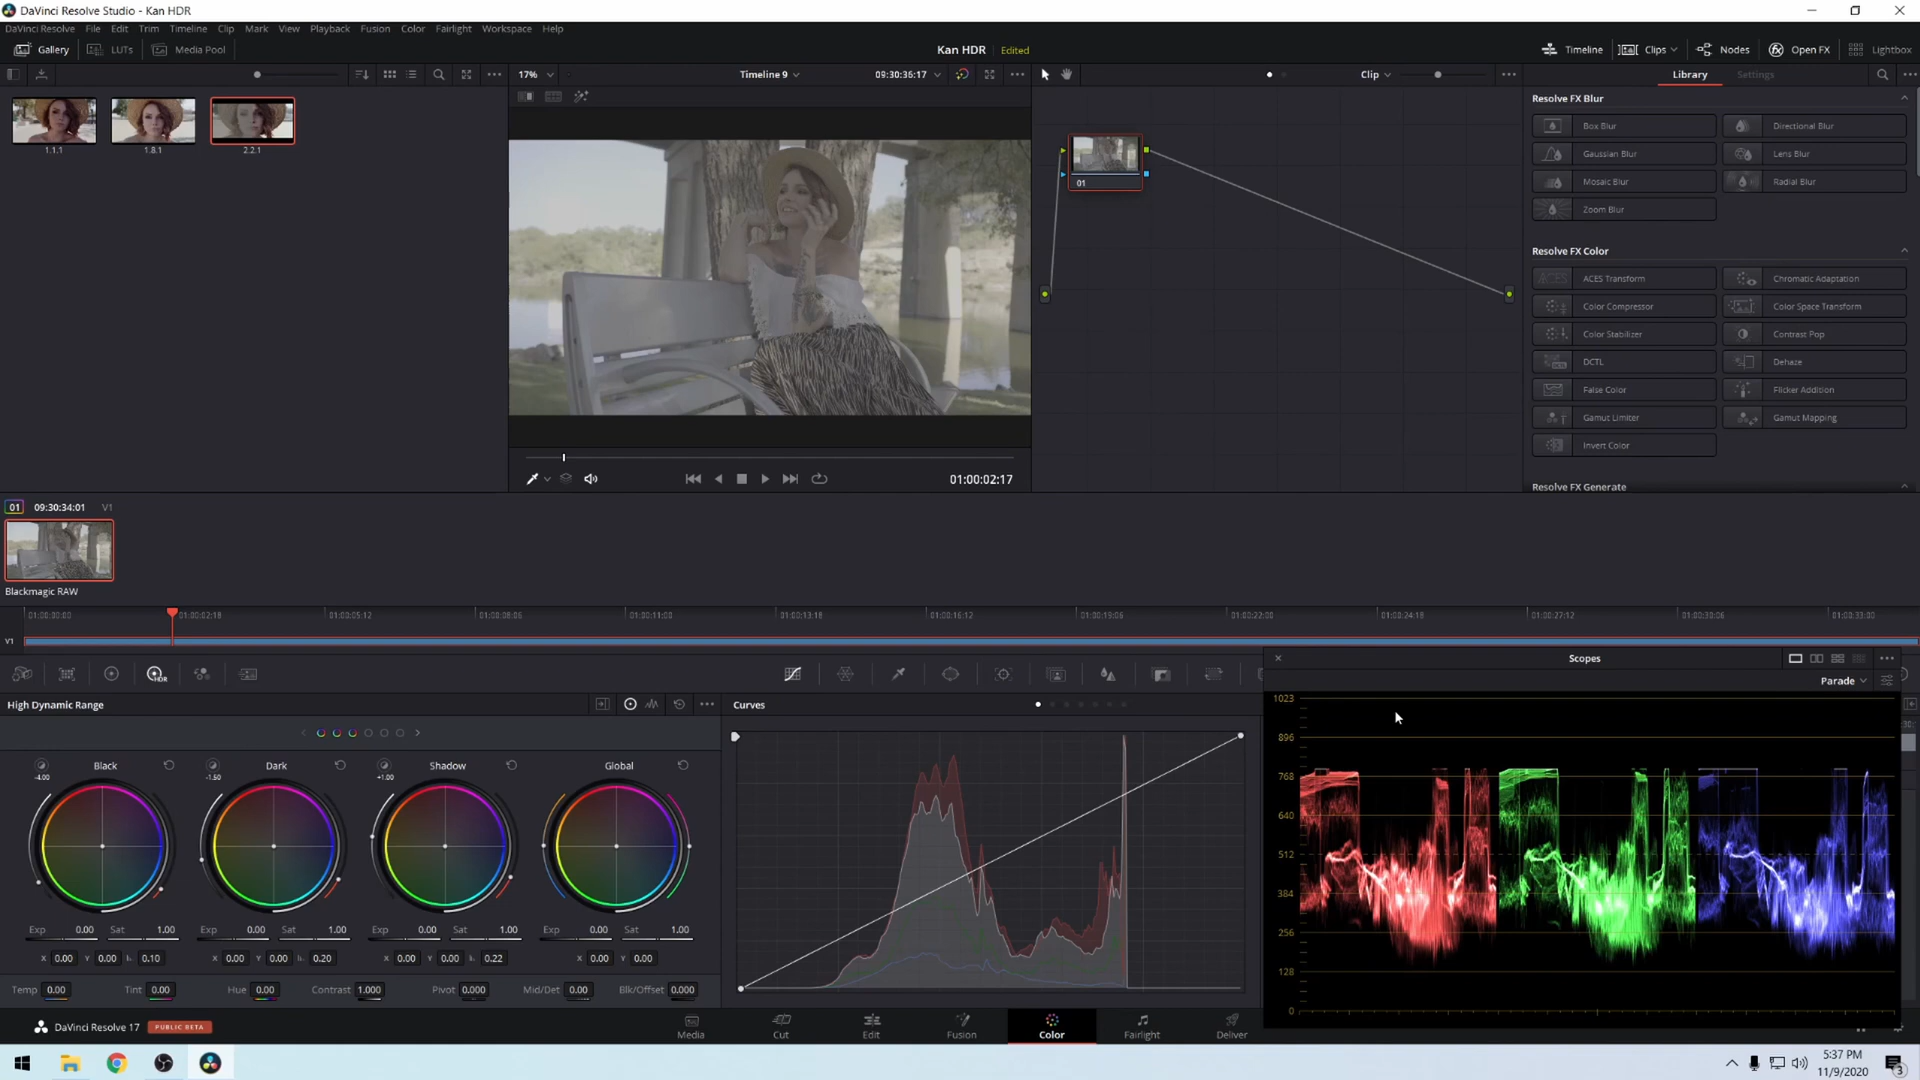 DaVinci Resolve Studio - Kan HDR
DaVinci Resolve File Edit Trim Timeline Clip Mark View Playback Fusion Color Fairlight Workspace Help
Gallery LUTs Media Pool Kan HDR Edited Timeline Clips Nodes Open FX Lightbox
17% Timeline 9 09:30:36:17 Clip Library Settings
1.1.1 1.8.1 2.2.1
01
01:00:02:17
Resolve FX Blur
Box Blur Directional Blur
Gaussian Blur Lens Blur
Mosaic Blur Radial Blur
Zoom Blur
Resolve FX Color
ACES Transform Chromatic Adaptation
Color Compressor Color Space Transform
Color Stabilizer Contrast Pop
DCTL Dehaze
False Color Flicker Addition
Gamut Limiter Gamut Mapping
Invert Color
Resolve FX Generate
01 09:30:34:01 V1
Blackmagic RAW
01:00:00:00 01:00:02:18 01:00:05:12 01:00:08:06 01:00:11:00 01:00:13:18 01:00:16:12 01:00:19:06 01:00:22:00 01:00:24:18 01:00:27:12 01:00:30:06 01:00:33:00
V1
High Dynamic Range Curves
Black Dark Shadow Global
-4.00 -1.50 +1.00
Exp 0.00 Sat 1.00 Exp 0.00 Sat 1.00 Exp 0.00 Sat 1.00 Exp 0.00 Sat 1.00
X 0.00 Y 0.00 0.10 X 0.00 Y 0.00 0.20 X 0.00 Y 0.00 0.22 X 0.00 Y 0.00
Temp 0.00 Tint 0.00 Hue 0.00 Contrast 1.000 Pivot 0.000 Mid/Det 0.00 Blk/Offset 0.000
Scopes
Parade
1023
896
768
640
512
384
256
128
0
DaVinci Resolve 17 PUBLIC BETA
Media Cut Edit Fusion Color Fairlight Deliver
5:37 PM
11/9/2020
3